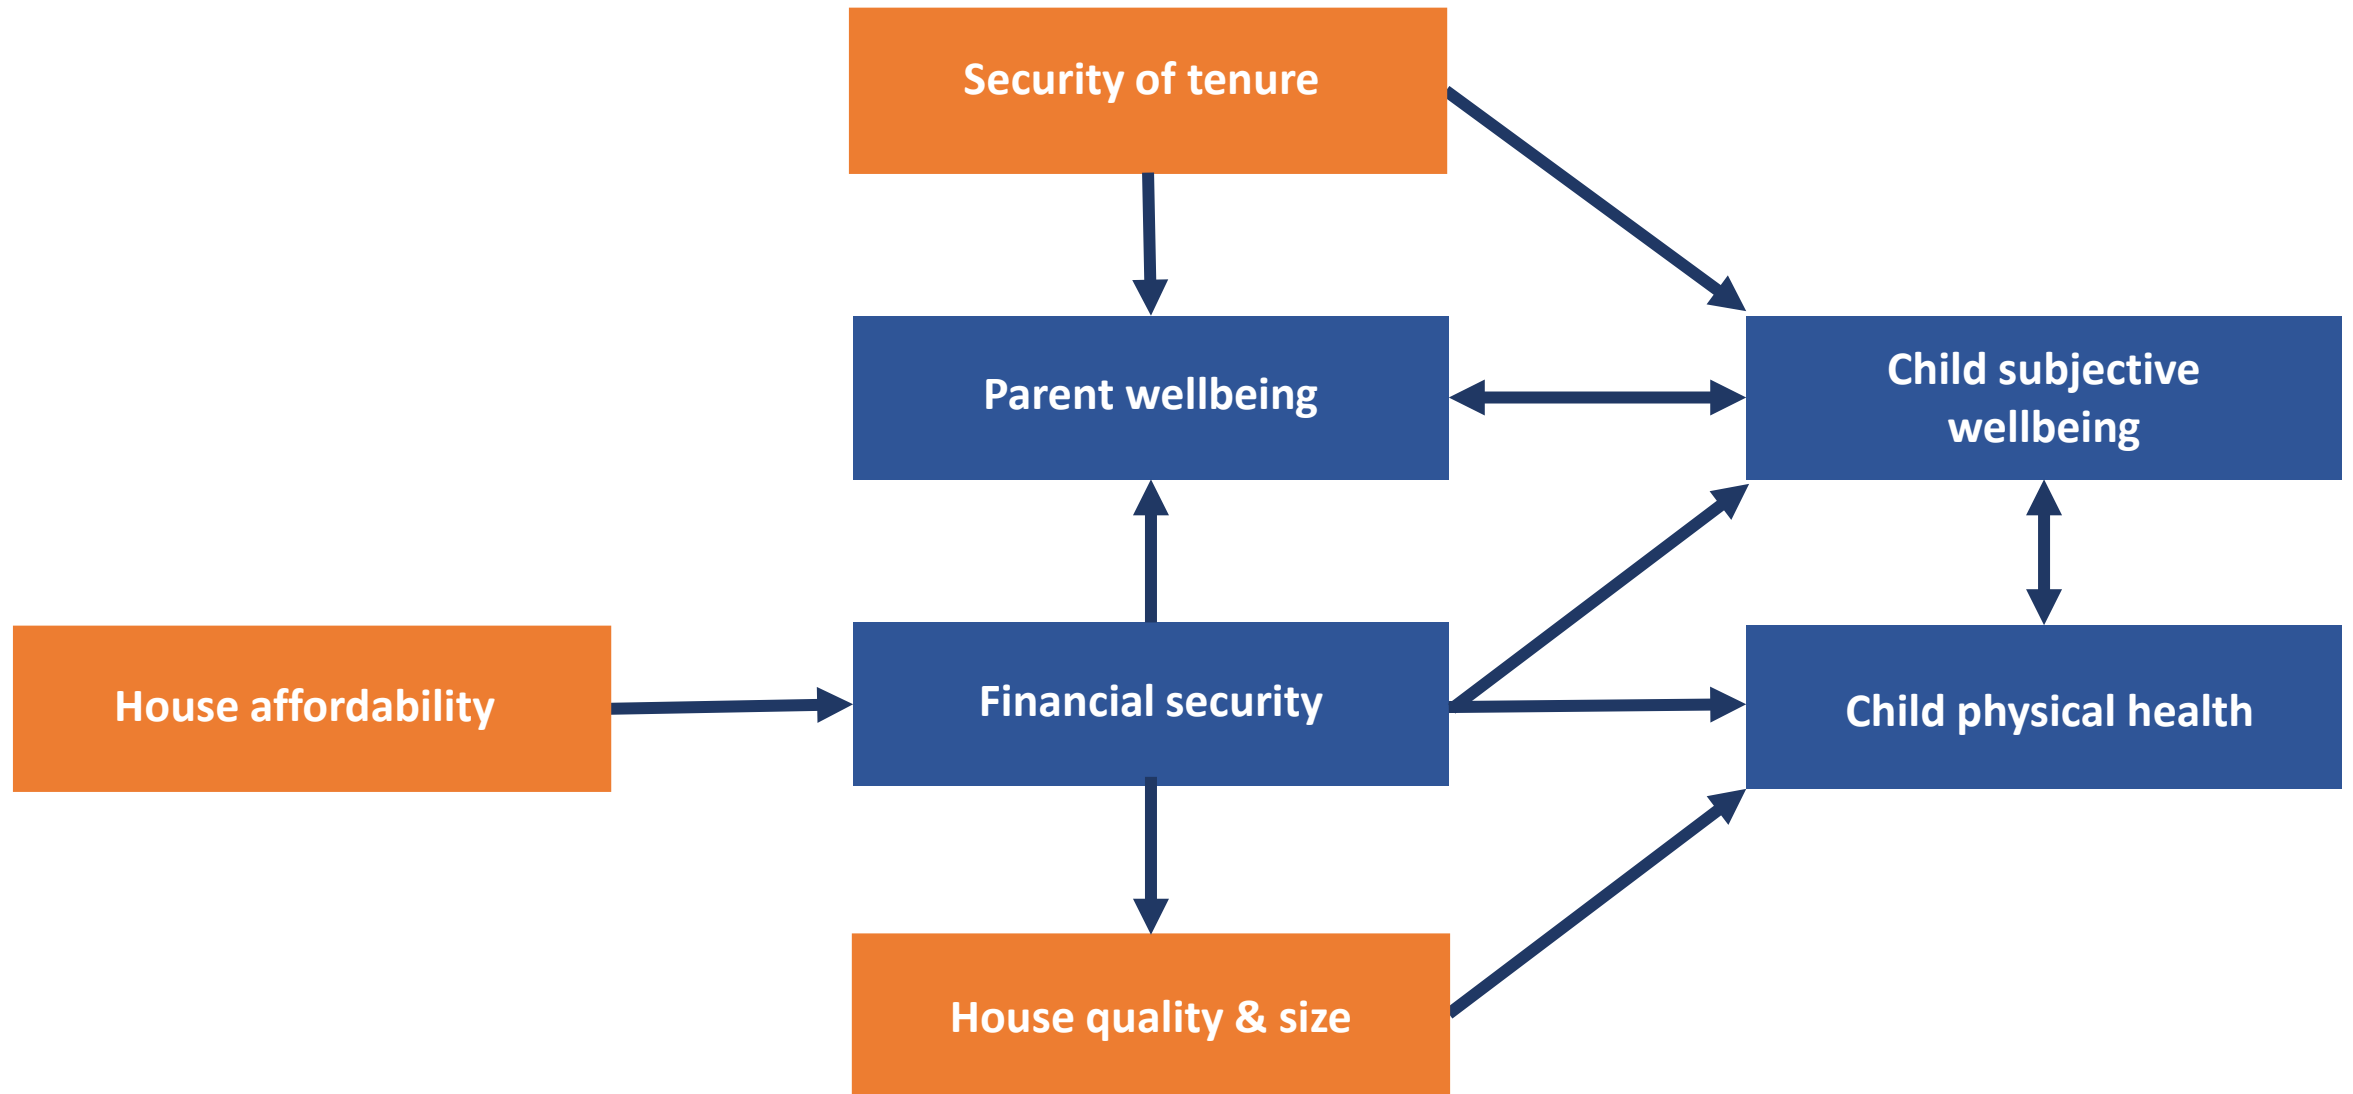 Security of tenure
Parent wellbeing
Child subjective
wellbeing
House affordability
Financial security
Child physical health
House quality & size